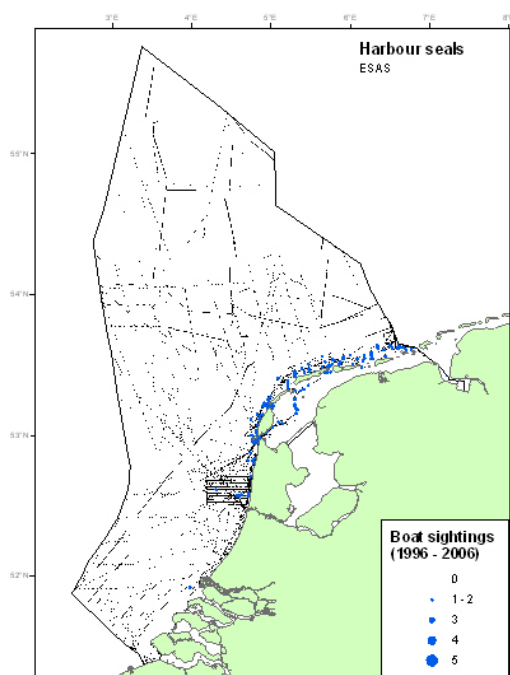 3°E 4°E 5°E 6°E 7°E 8°
Harbour seals
ESAS
55°N
54°N
53°N
52°N
Boat sightings
(1996 - 2006)
0
1 - 2
3
4
5